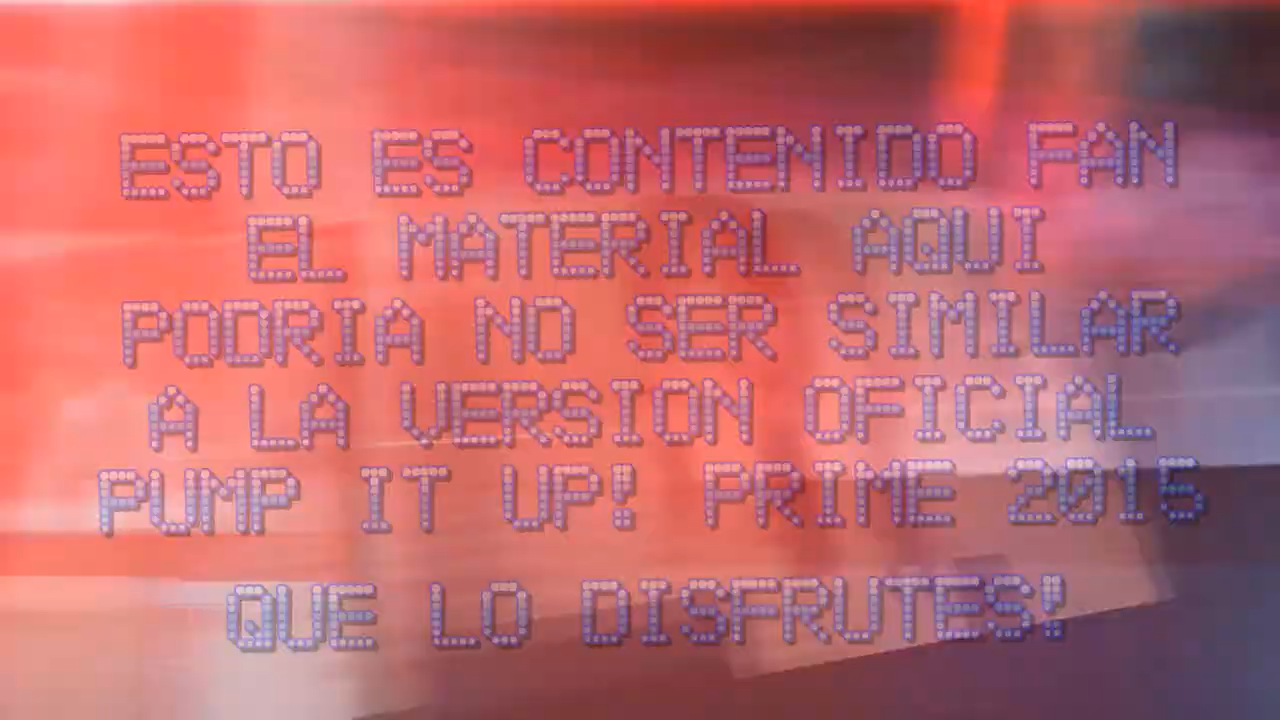 ESTO ES CONTENIDO FAN
EL MATERIAL AQUI
PODRIA NO SER SIMILAR
A LA VERSION OFICIAL
PUMP IT UP! PRIME 2015
QUE LO DISFRUTES!